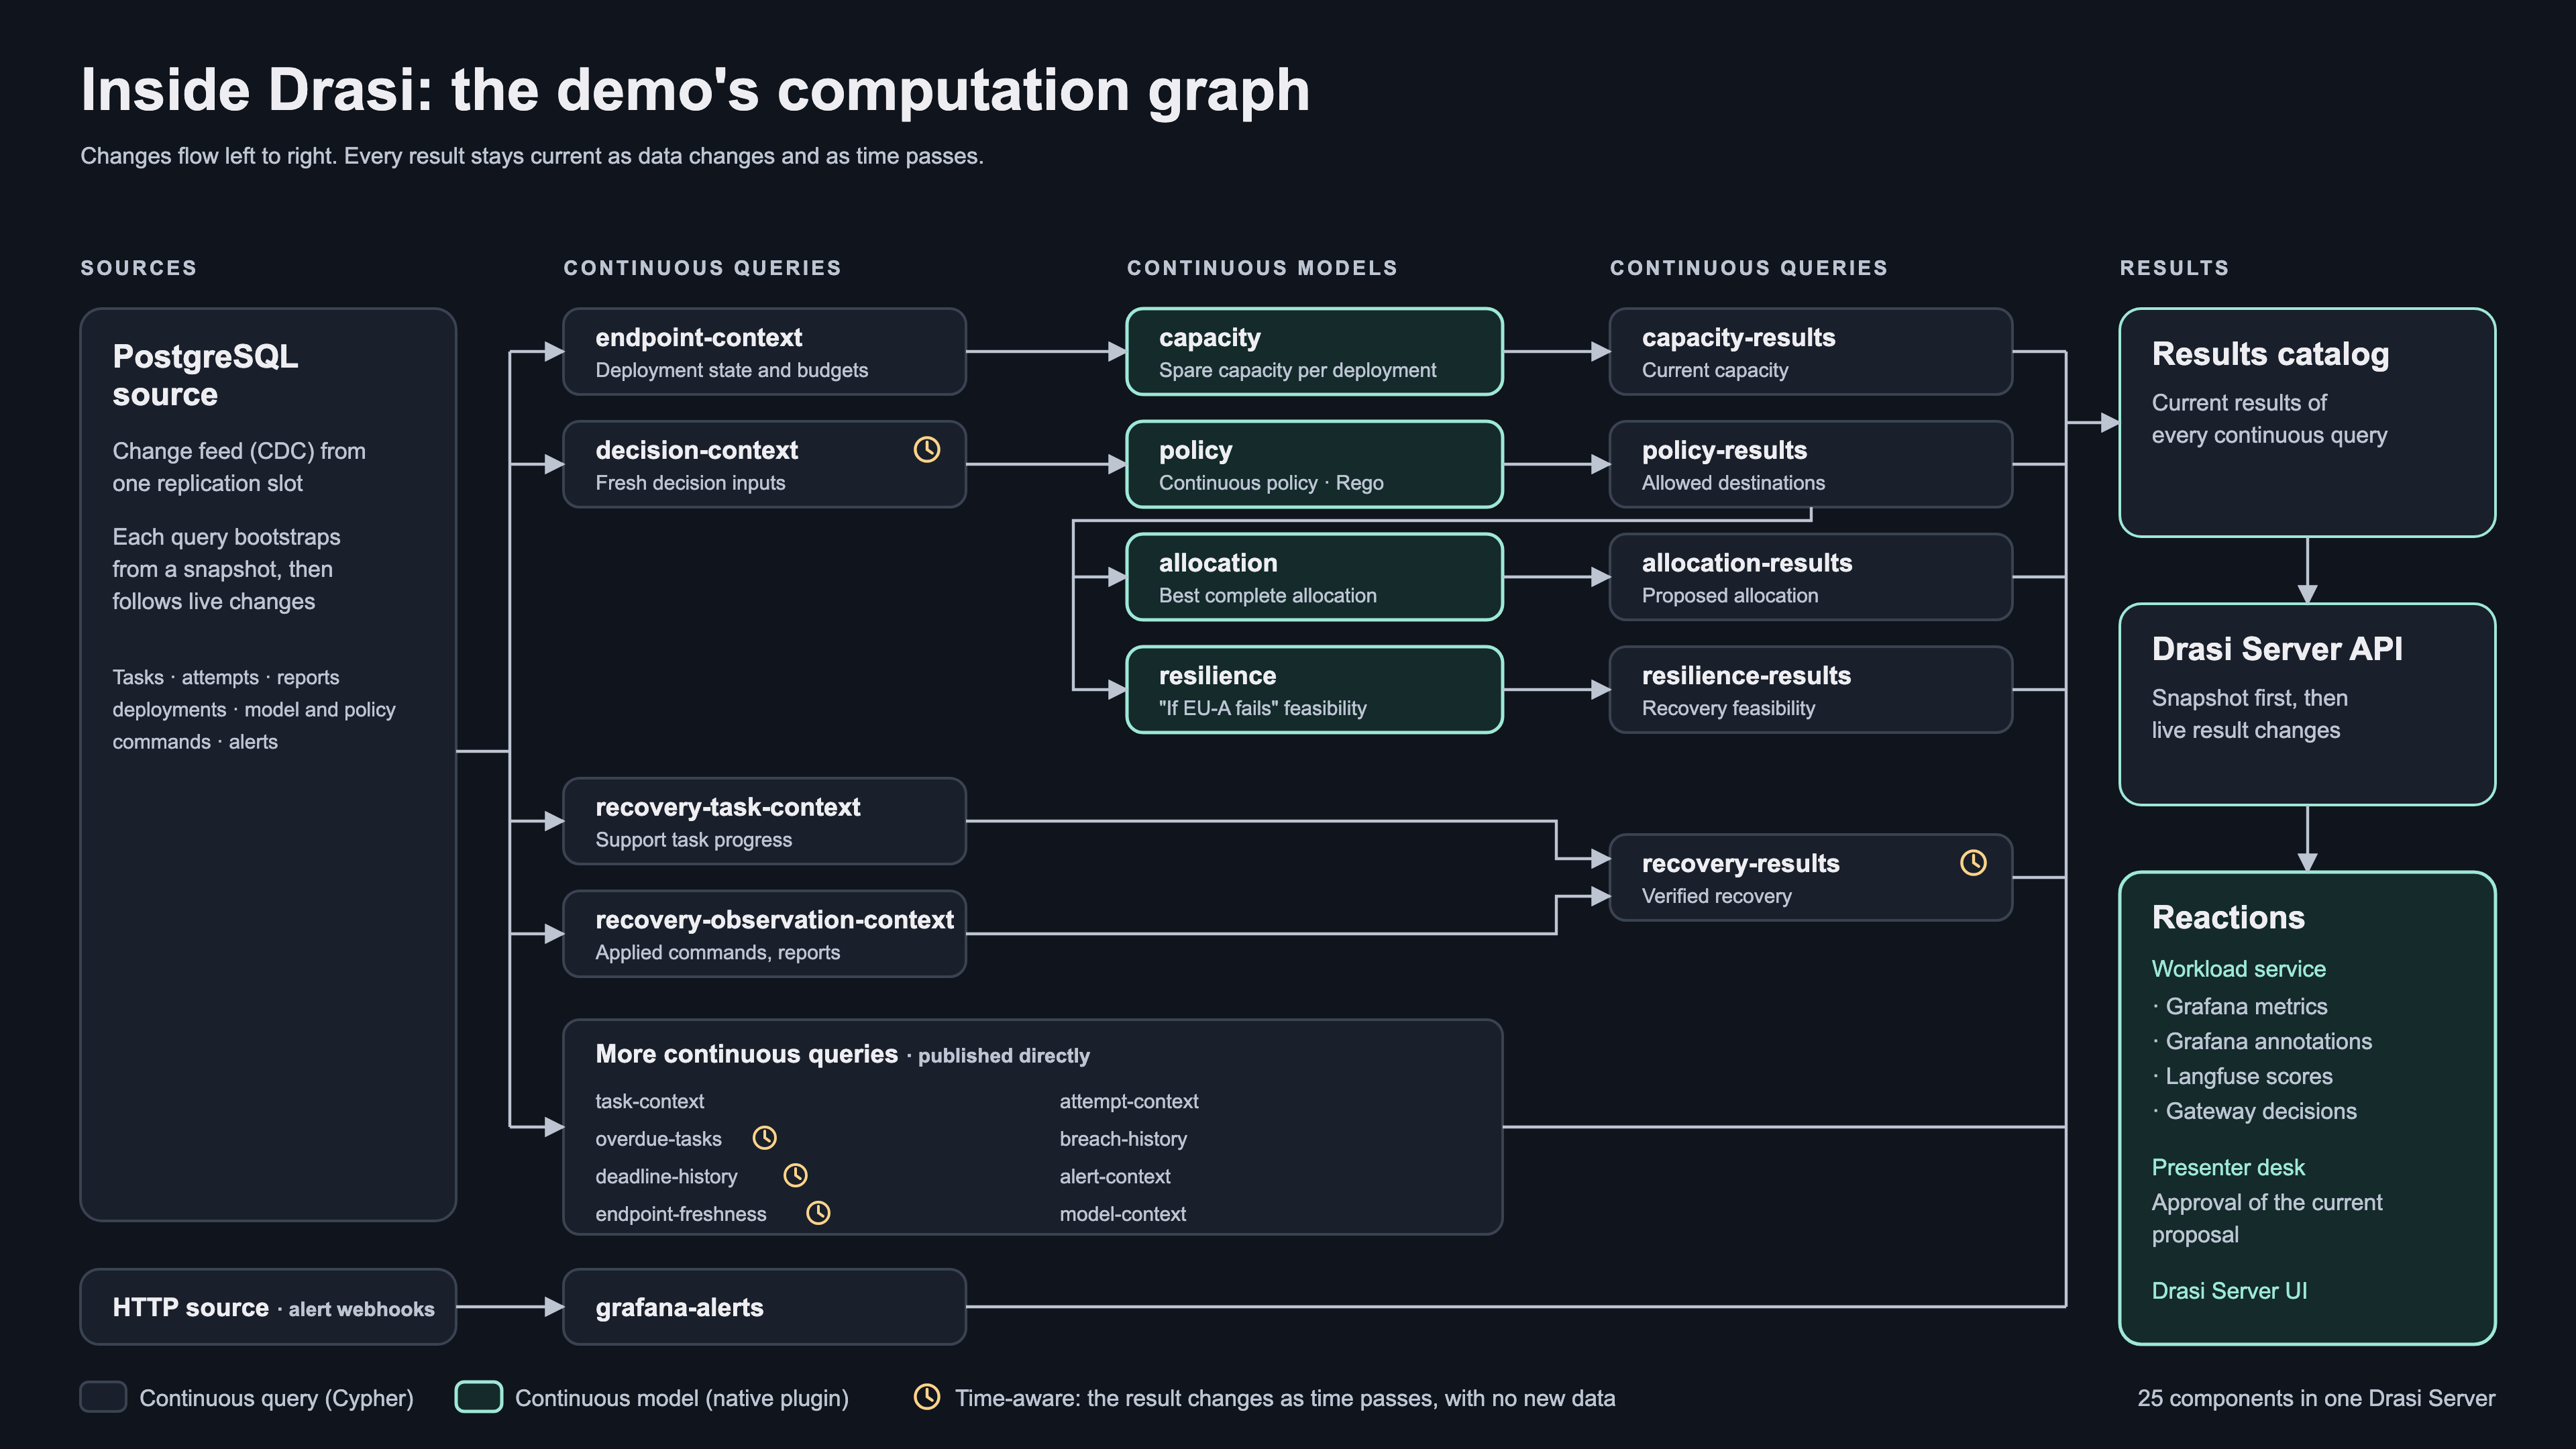 Inside Drasi: the demo's computation graph
Changes flow left to right. Every result stays current as data changes and as time passes.
SOURCES
PostgreSQL
source
Change feed (CDC) from
one replication slot
Each query bootstraps
from a snapshot, then
follows live changes
Tasks · attempts · reports
deployments · model and policy
commands · alerts
HTTP source · alert webhooks
CONTINUOUS QUERIES
endpoint-context
Deployment state and budgets
decision-context
Fresh decision inputs
recovery-task-context
Support task progress
recovery-observation-context
Applied commands, reports
More continuous queries · published directly
task-context
overdue-tasks
deadline-history
endpoint-freshness
attempt-context
breach-history
alert-context
model-context
grafana-alerts
CONTINUOUS MODELS
capacity
Spare capacity per deployment
policy
Continuous policy · Rego
allocation
Best complete allocation
resilience
"If EU-A fails" feasibility
CONTINUOUS QUERIES
capacity-results
Current capacity
policy-results
Allowed destinations
allocation-results
Proposed allocation
resilience-results
Recovery feasibility
recovery-results
Verified recovery
RESULTS
Results catalog
Current results of
every continuous query
Drasi Server API
Snapshot first, then
live result changes
Reactions
Workload service
· Grafana metrics
· Grafana annotations
· Langfuse scores
· Gateway decisions
Presenter desk
Approval of the current
proposal
Drasi Server UI
Continuous query (Cypher)
Continuous model (native plugin)
Time-aware: the result changes as time passes, with no new data
25 components in one Drasi Server